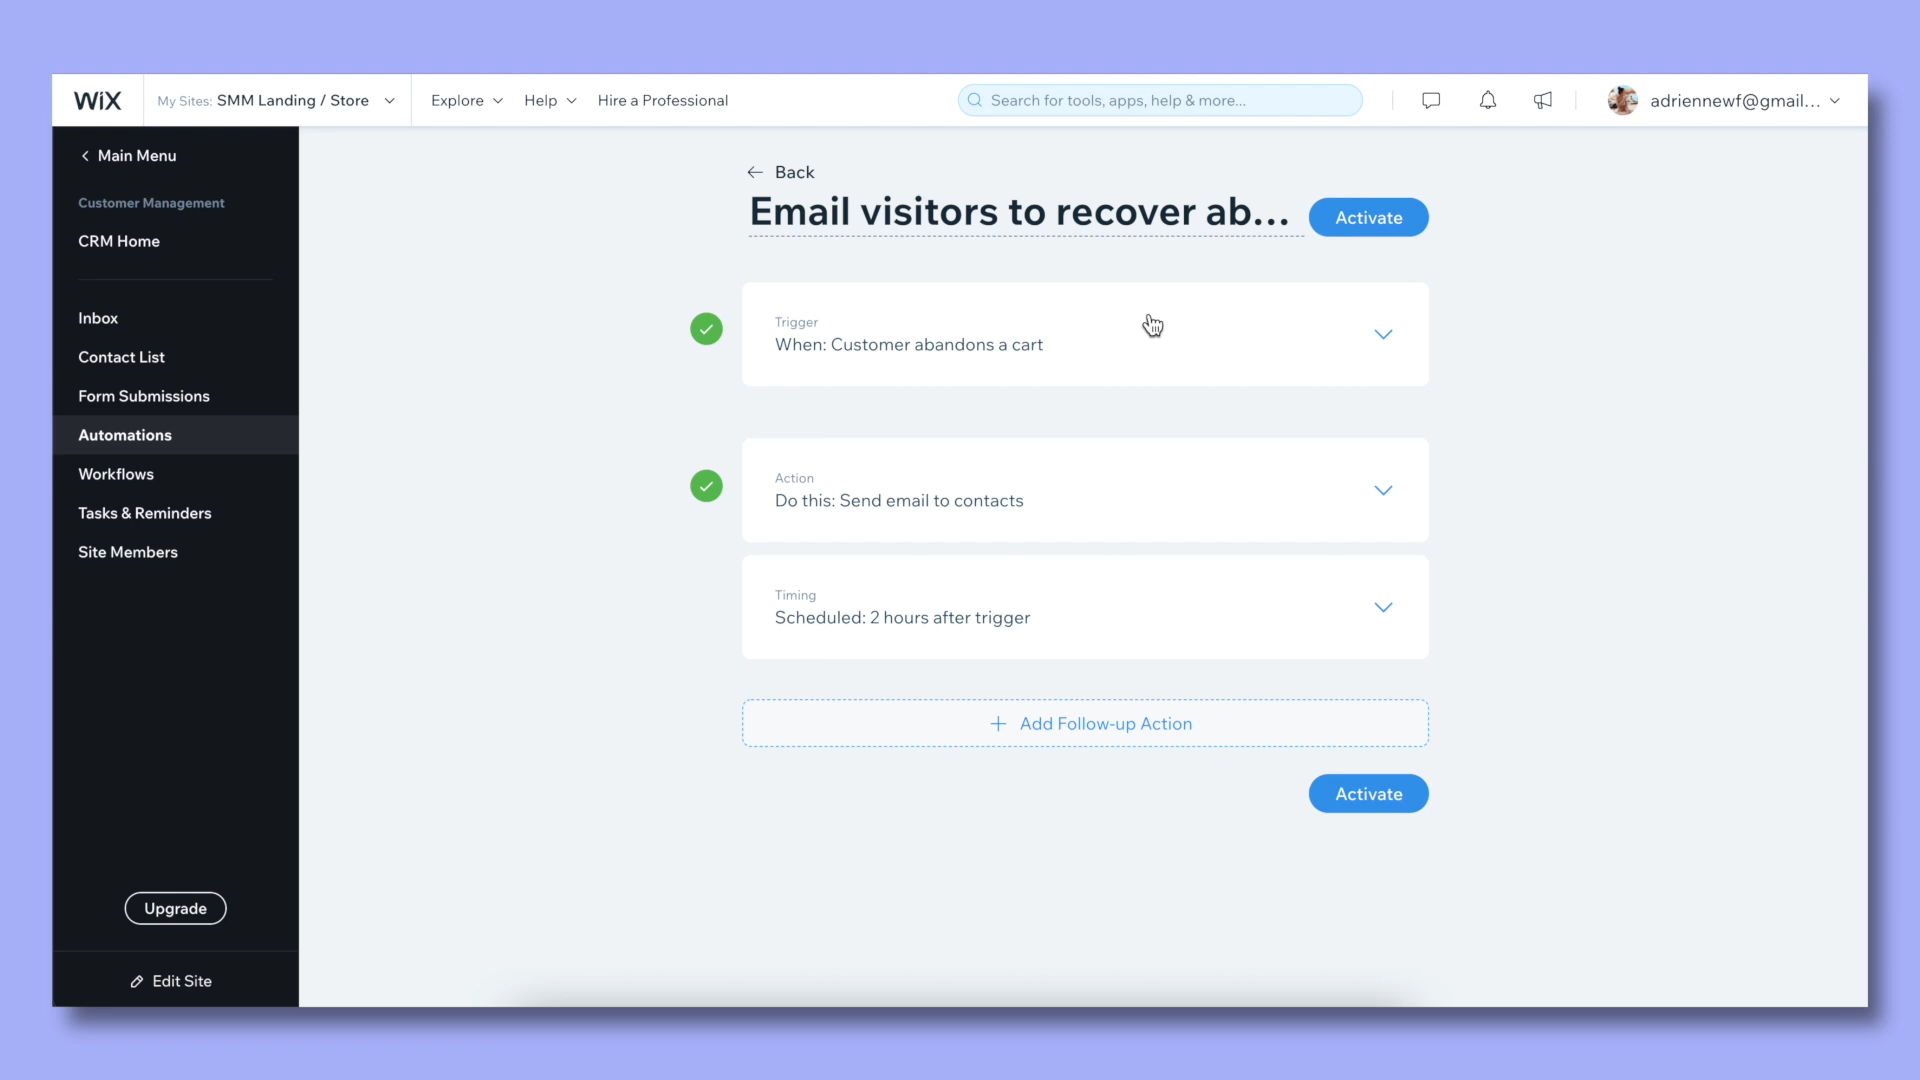 WiX
My Sites: SMM Landing / Store
Explore
Help
Hire a Professional
Search for tools, apps, help & more...
adriennewf@gmail...
Main Menu
Customer Management
CRM Home
Inbox
Contact List
Form Submissions
Automations
Workflows
Tasks & Reminders
Site Members
Upgrade
Edit Site
Back
Email visitors to recover ab...
Activate
Trigger
When: Customer abandons a cart
Action
Do this: Send email to contacts
Timing
Scheduled: 2 hours after trigger
Add Follow-up Action
Activate